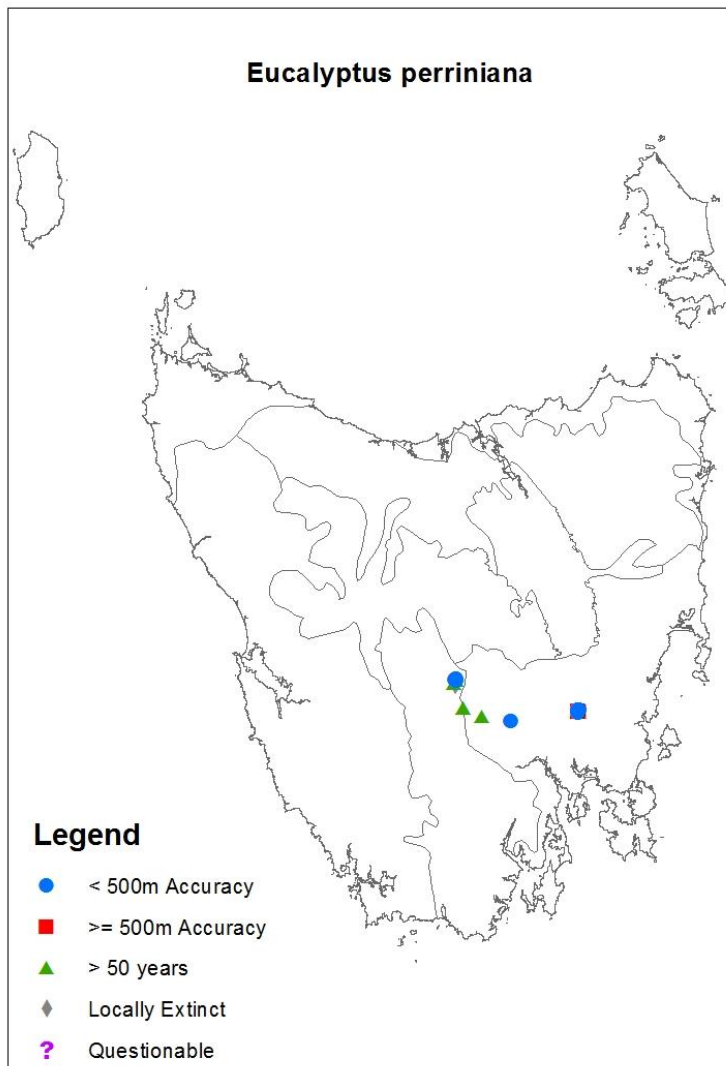 Eucalyptus perriniana
Legend
< 500m Accuracy
>= 500m Accuracy
> 50 years
Locally Extinct
? Questionable